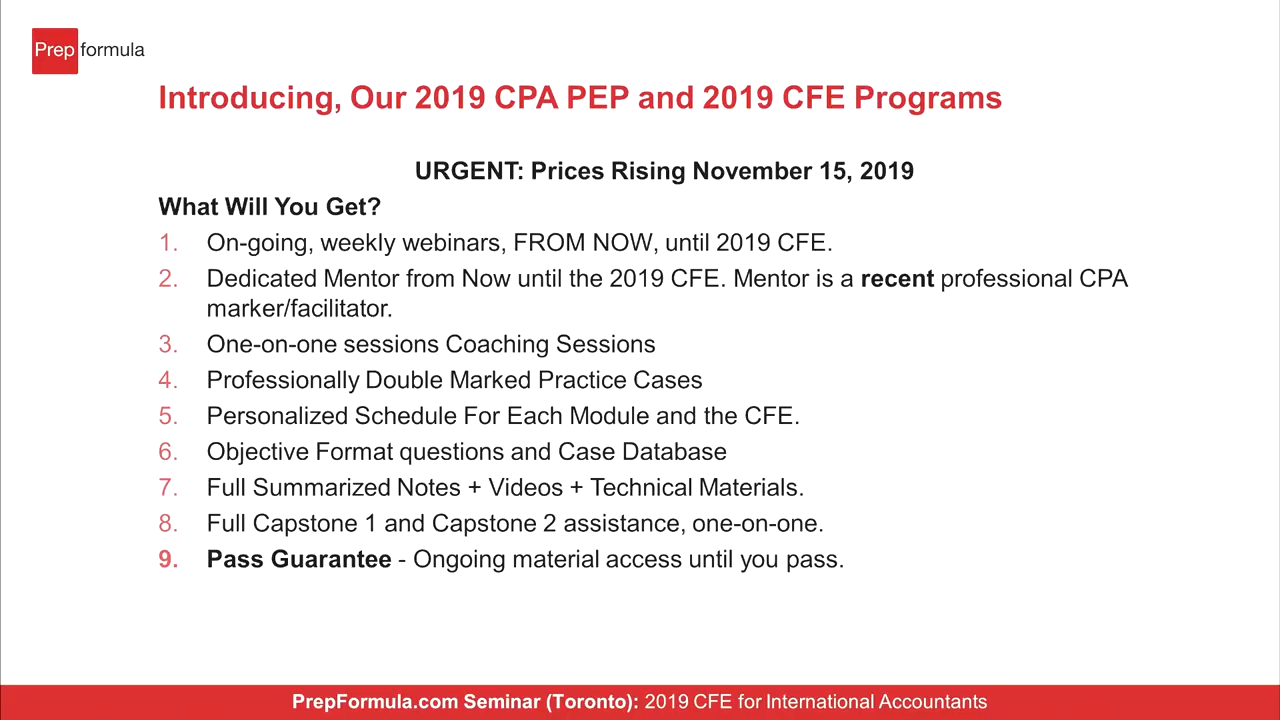 Prep formula
Introducing, Our 2019 CPA PEP and 2019 CFE Programs
URGENT: Prices Rising November 15, 2019
What Will You Get?
1. On-going, weekly webinars, FROM NOW, until 2019 CFE.
2. Dedicated Mentor from Now until the 2019 CFE. Mentor is a recent professional CPA
marker/facilitator.
3. One-on-one sessions Coaching Sessions
4. Professionally Double Marked Practice Cases
5. Personalized Schedule For Each Module and the CFE.
6. Objective Format questions and Case Database
7. Full Summarized Notes + Videos + Technical Materials.
8. Full Capstone 1 and Capstone 2 assistance, one-on-one.
9. Pass Guarantee - Ongoing material access until you pass.
PrepFormula.com Seminar (Toronto): 2019 CFE for International Accountants